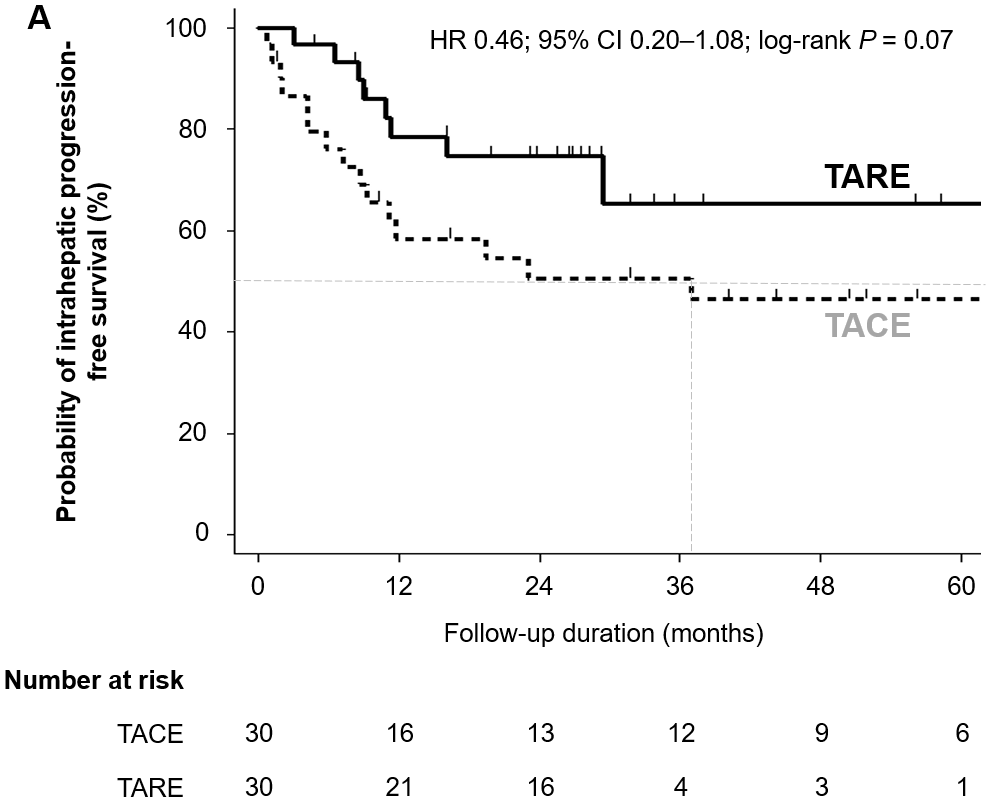 A
HR 0.46; 95% CI 0.20–1.08; log-rank P = 0.07
Probability of intrahepatic progression-
free survival (%)
100
80
60
40
20
0
TARE
TACE
0 12 24 36 48 60
Follow-up duration (months)
Number at risk
TACE 30 16 13 12 9 6
TARE 30 21 16 4 3 1